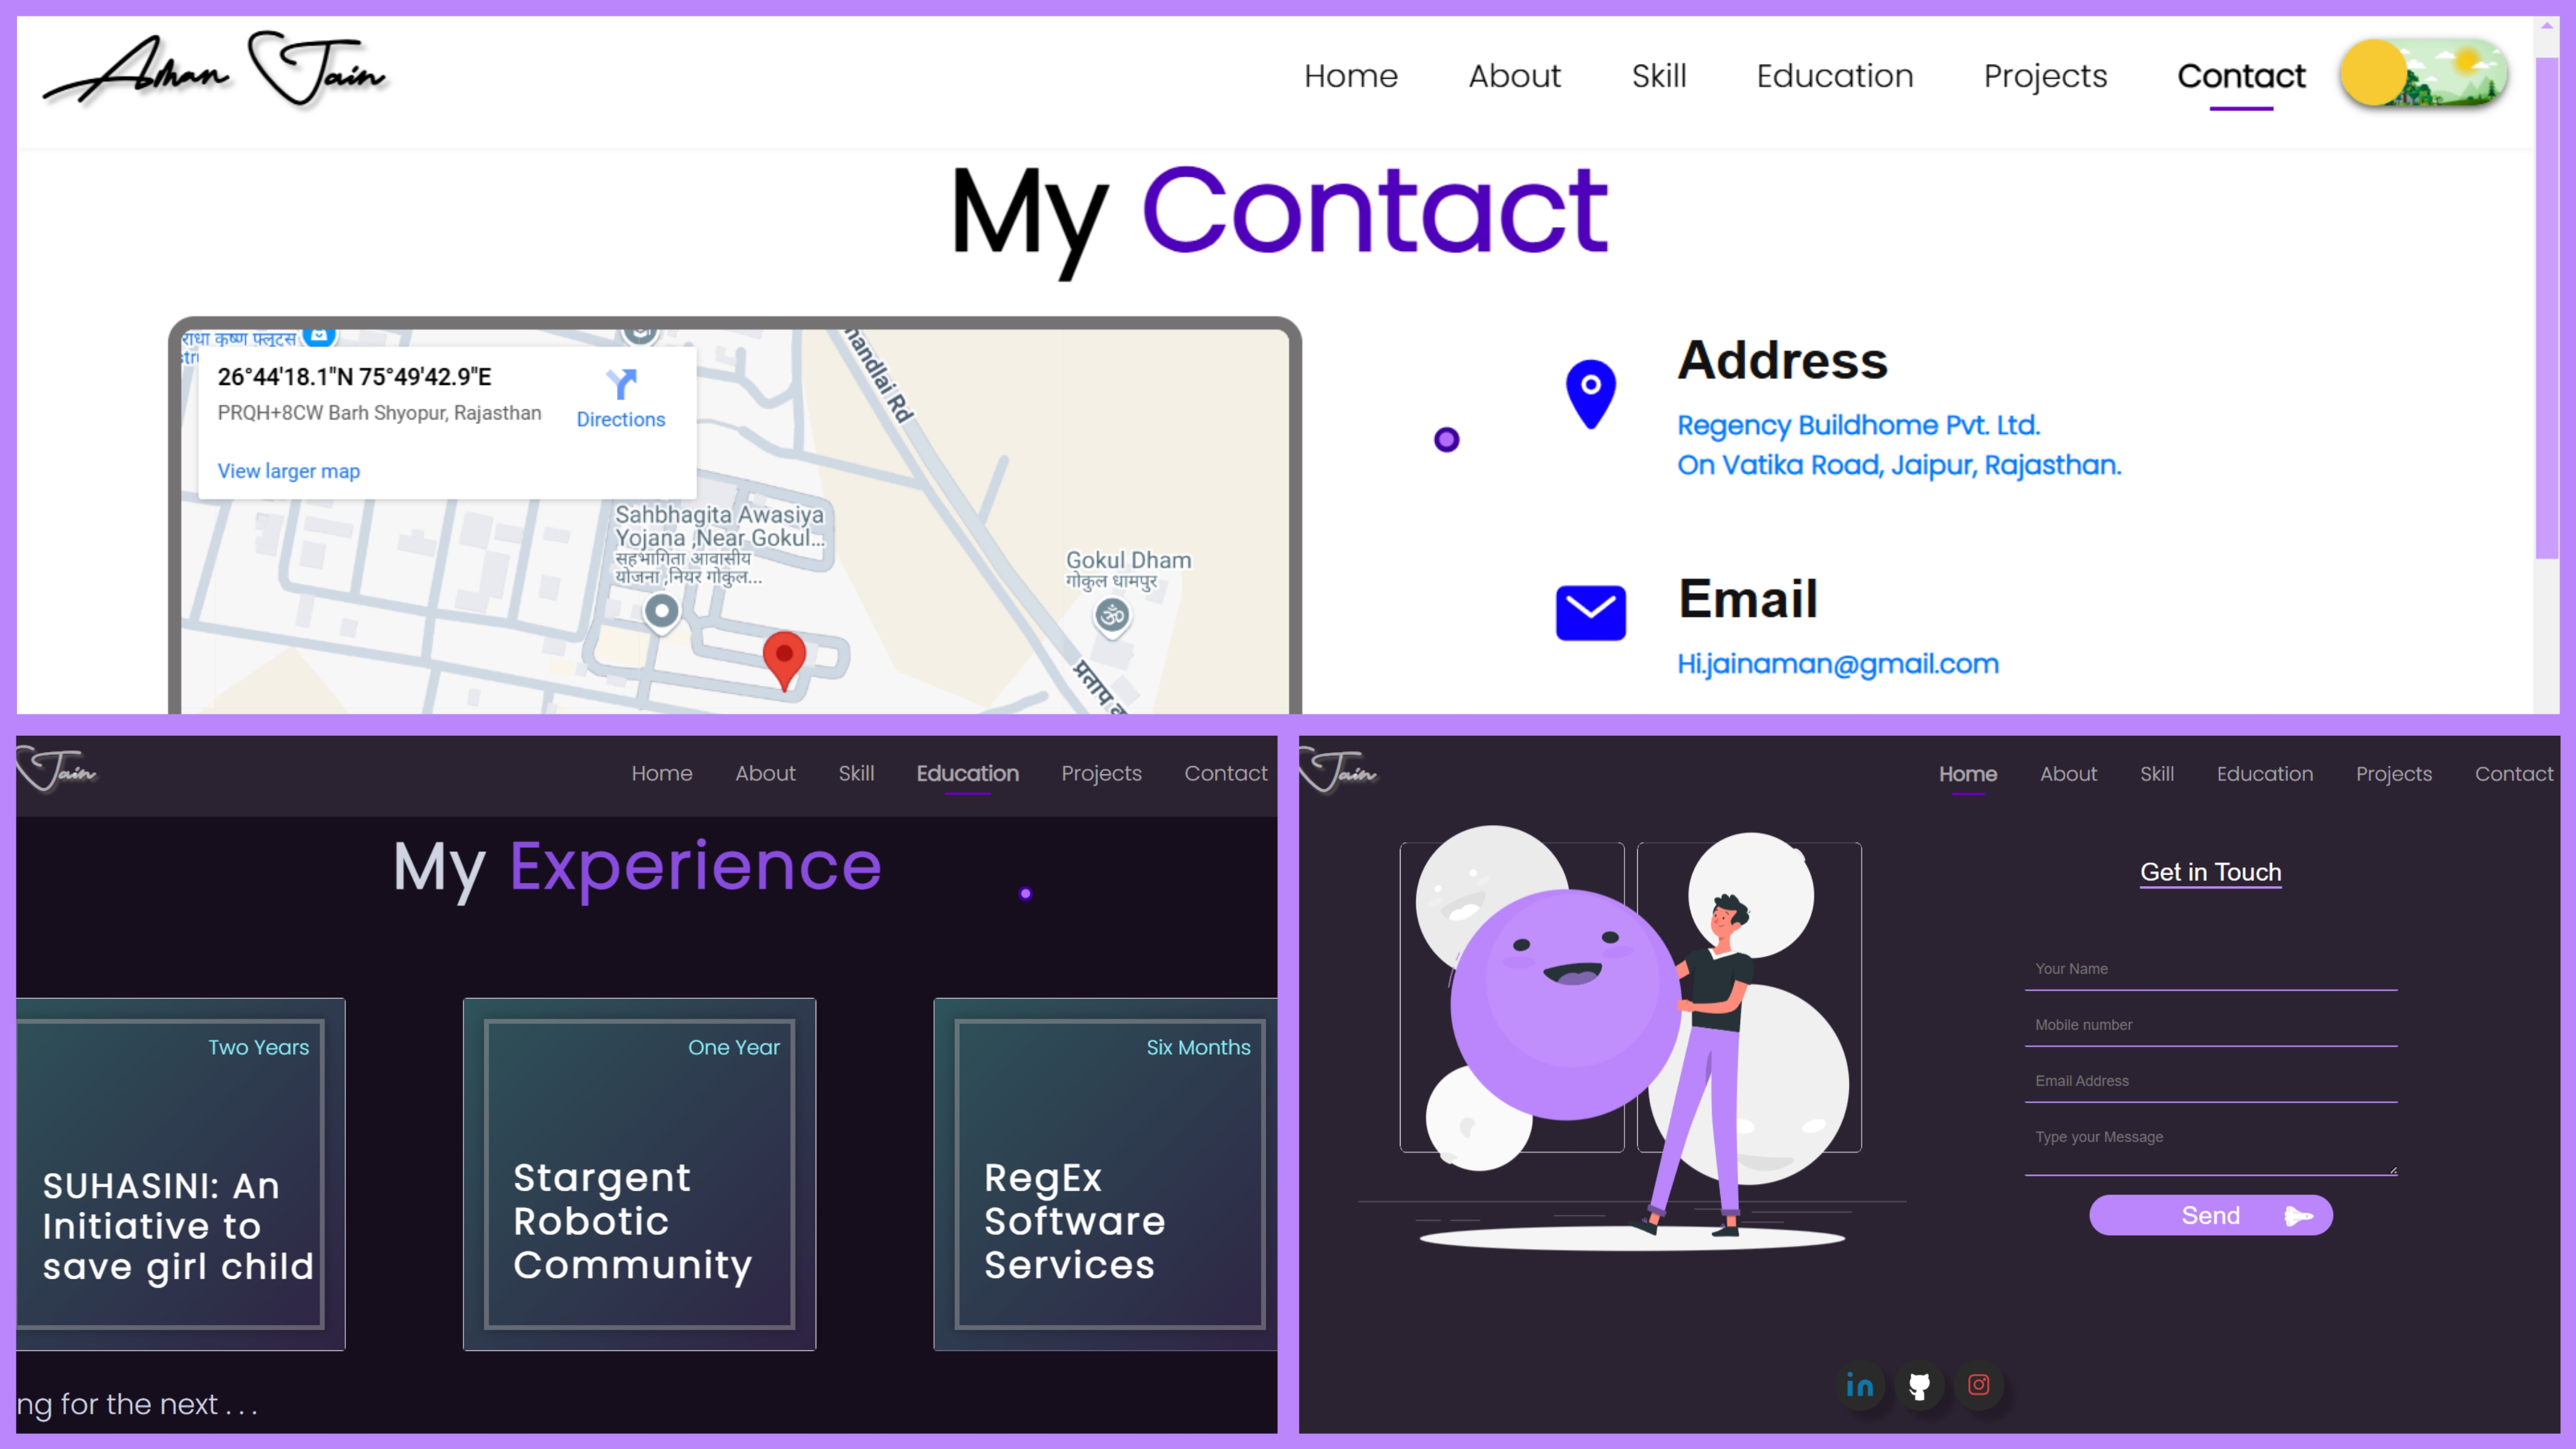 Aman Jain
Home About Skill Education Projects Contact
My Contact
राधा कृष्ण फ्लूट्स
26°44'18.1"N 75°49'42.9"E
PRQH+8CW Barh Shyopur, Rajasthan
Directions
View larger map
handlai Rd
Sahbhagita Awasiya
Yojana ,Near Gokul...
सहभागिता आवासीय
योजना ,नियर गोकुल...
Gokul Dham
गोकुल धामपुर
प्रताप
Address
Regency Buildhome Pvt. Ltd.
On Vatika Road, Jaipur, Rajasthan.
Email
Hi.jainaman@gmail.com
Jain
Home About Skill Education Projects Contact
My Experience
Two Years
SUHASINI: An
Initiative to
save girl child
One Year
Stargent
Robotic
Community
Six Months
RegEx
Software
Services
ng for the next . . .
Jain
Home About Skill Education Projects Contact
Get in Touch
Your Name
Mobile number
Email Address
Type your Message
Send
in